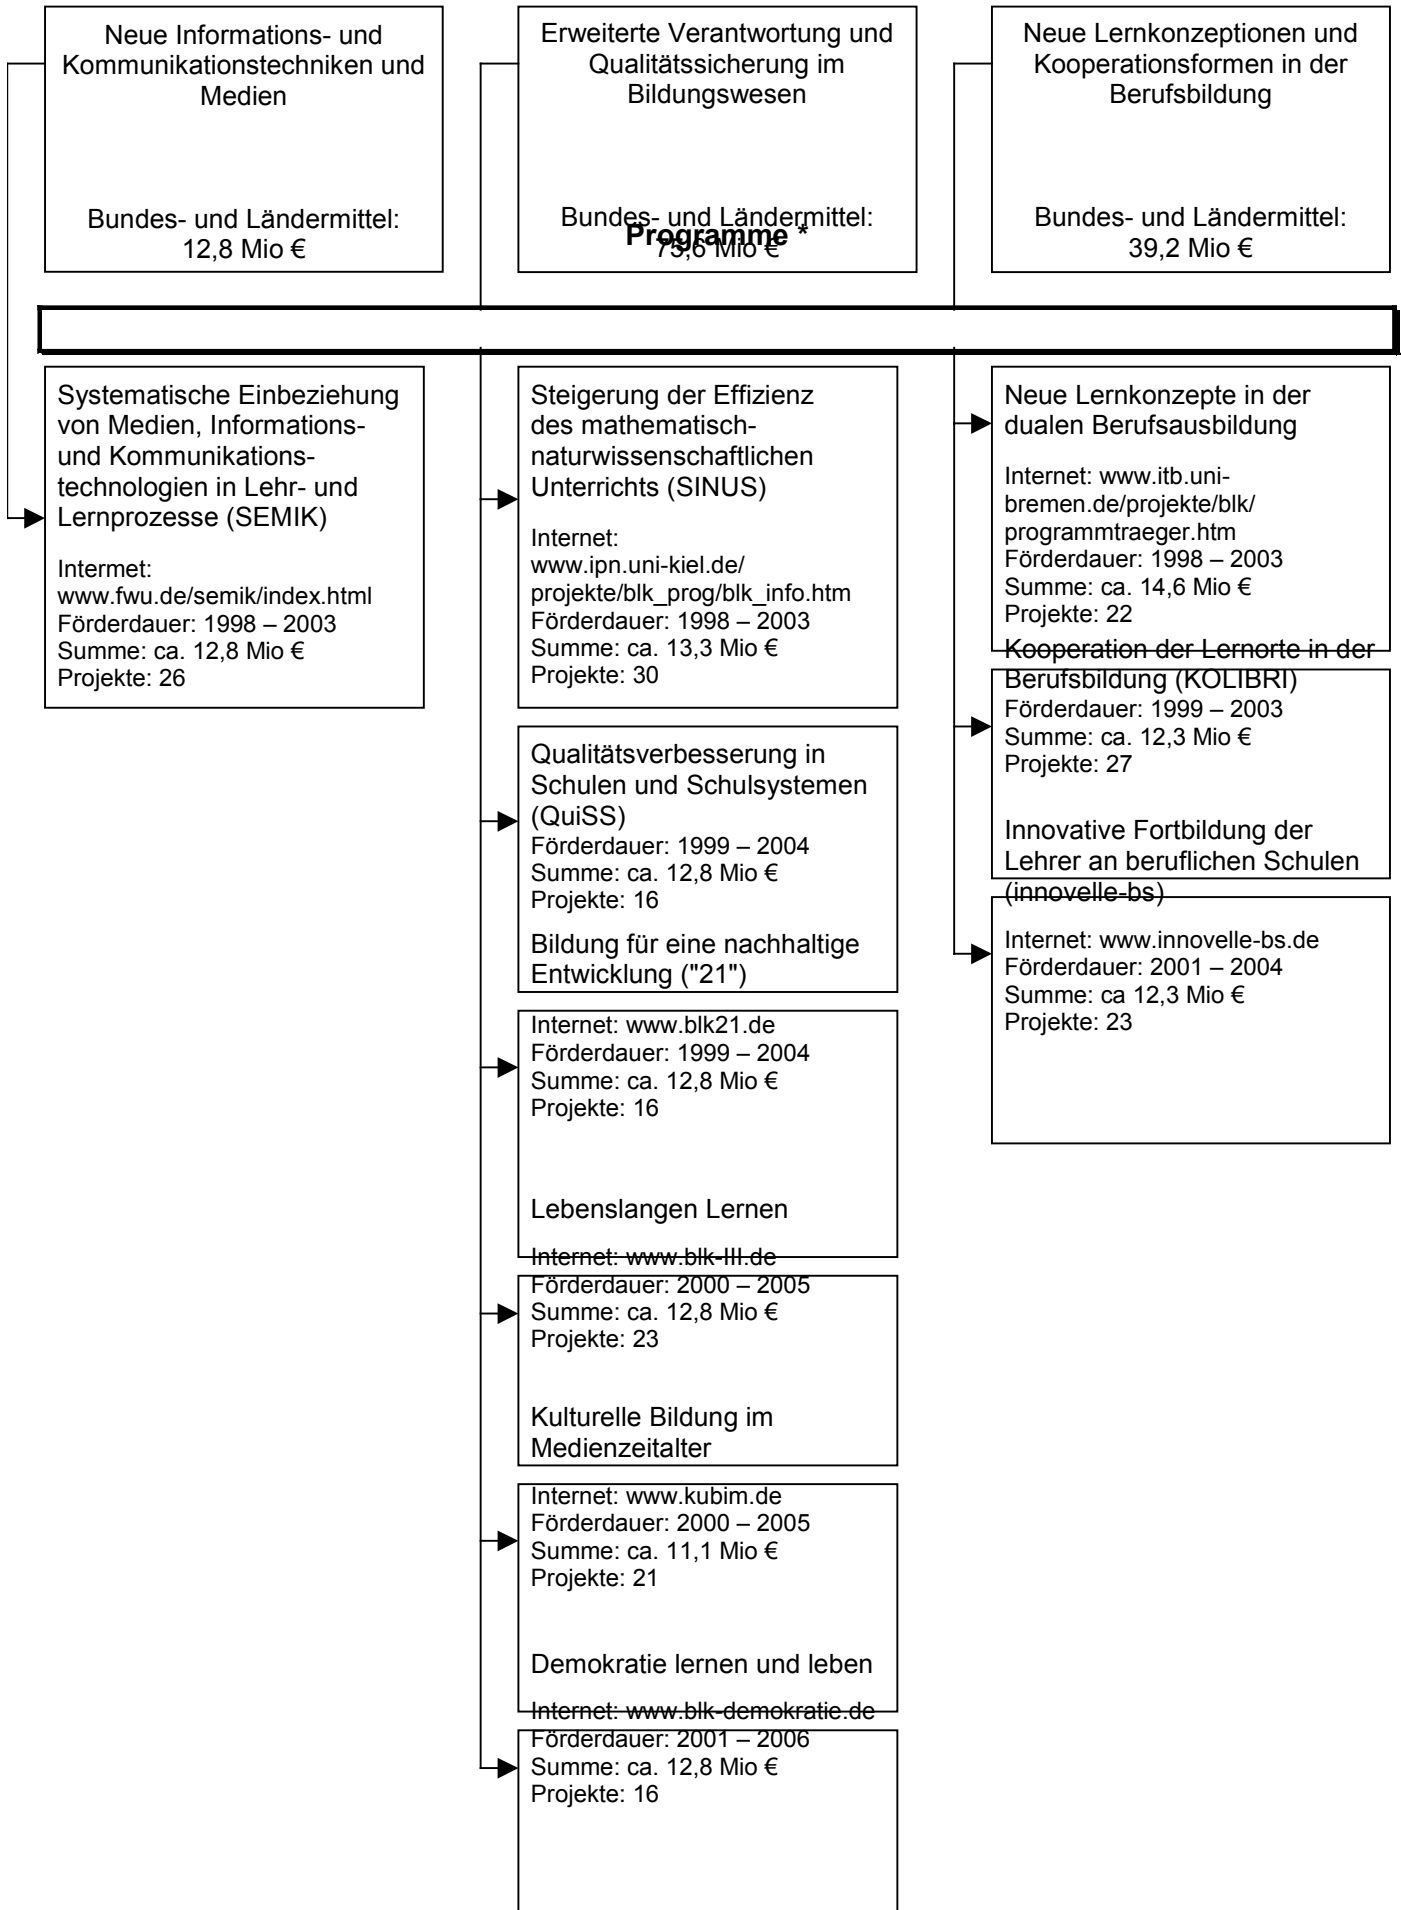 Neue Informations- und
Kommunikationstechniken und
Medien
Bundes- und Ländermittel:
12,8 Mio €
Erweiterte Verantwortung und
Qualitätssicherung im
Bildungswesen
Bundes- und Ländermittel:
75,6 Mio €
Neue Lernkonzeptionen und
Kooperationsformen in der
Berufsbildung
Bundes- und Ländermittel:
39,2 Mio €
Programme *
Systematische Einbeziehung
von Medien, Informations-
und Kommunikations-
technologien in Lehr- und
Lernprozesse (SEMIK)
Intermet:
www.fwu.de/semik/index.html
Förderdauer: 1998 – 2003
Summe: ca. 12,8 Mio €
Projekte: 26
Steigerung der Effizienz
des mathematisch-
naturwissenschaftlichen
Unterrichts (SINUS)
Internet:
www.ipn.uni-kiel.de/
projekte/blk_prog/blk_info.htm
Förderdauer: 1998 – 2003
Summe: ca. 13,3 Mio €
Projekte: 30
Qualitätsverbesserung in
Schulen und Schulsystemen
(QuiSS)
Förderdauer: 1999 – 2004
Summe: ca. 12,8 Mio €
Projekte: 16
Bildung für eine nachhaltige
Entwicklung ("21")
Internet: www.blk21.de
Förderdauer: 1999 – 2004
Summe: ca. 12,8 Mio €
Projekte: 16
Lebenslangen Lernen
Internet: www.blk-III.de
Förderdauer: 2000 – 2005
Summe: ca. 12,8 Mio €
Projekte: 23
Kulturelle Bildung im
Medienzeitalter
Internet: www.kubim.de
Förderdauer: 2000 – 2005
Summe: ca. 11,1 Mio €
Projekte: 21
Demokratie lernen und leben
Internet: www.blk-demokratie.de
Förderdauer: 2001 – 2006
Summe: ca. 12,8 Mio €
Projekte: 16
Neue Lernkonzepte in der
dualen Berufsausbildung
Internet: www.itb.uni-
bremen.de/projekte/blk/
programmtraeger.htm
Förderdauer: 1998 – 2003
Summe: ca. 14,6 Mio €
Projekte: 22
Kooperation der Lernorte in der
Berufsbildung (KOLIBRI)
Förderdauer: 1999 – 2003
Summe: ca. 12,3 Mio €
Projekte: 27
Innovative Fortbildung der
Lehrer an beruflichen Schulen
(innovelle-bs)
Internet: www.innovelle-bs.de
Förderdauer: 2001 – 2004
Summe: ca 12,3 Mio €
Projekte: 23